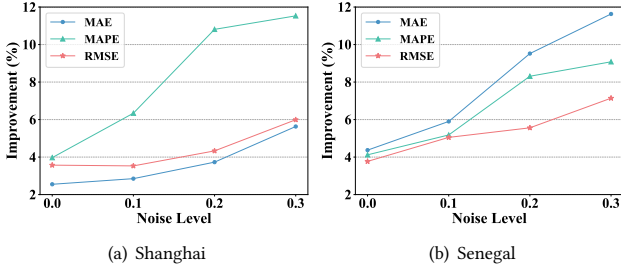 12
10
8
6
4
2
Improvement (%)
MAE
MAPE
RMSE
0.0 0.1 0.2 0.3
Noise Level
(a) Shanghai
12
10
8
6
4
2
Improvement (%)
MAE
MAPE
RMSE
0.0 0.1 0.2 0.3
Noise Level
(b) Senegal